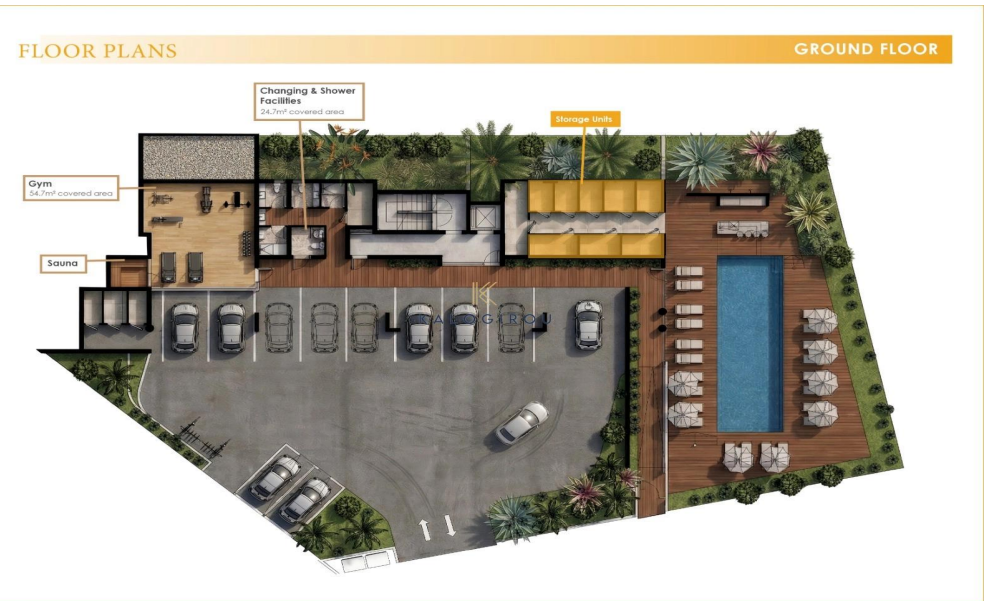 FLOOR PLANS
GROUND FLOOR
Changing & Shower
Facilities
24.7m² covered area
Storage Units
Gym
54.7m² covered area
Sauna
KALOGIROU